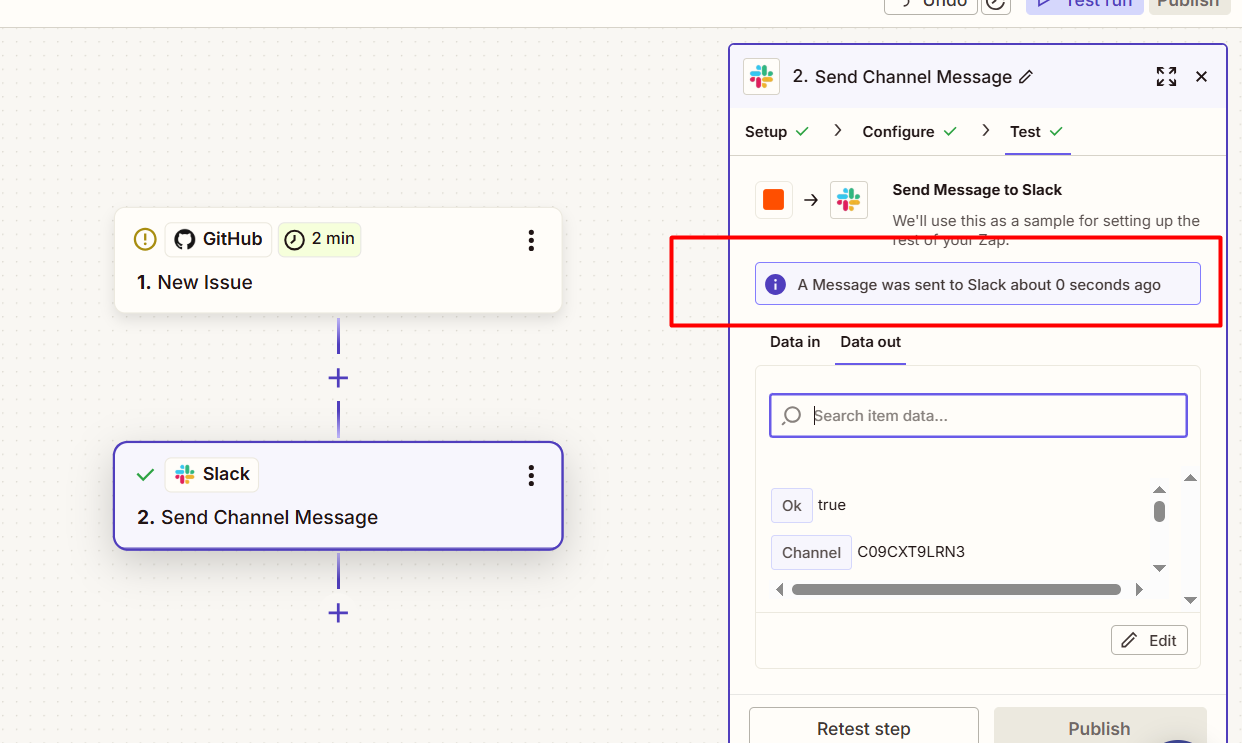 Undo
Test run
Publish
2. Send Channel Message
Setup
Configure
Test
Send Message to Slack
We'll use this as a sample for setting up the
rest of your Zap.
GitHub
2 min
1. New Issue
A Message was sent to Slack about 0 seconds ago
Data in
Data out
Search item data...
Slack
2. Send Channel Message
Ok true
Channel C09CXT9LRN3
Edit
Retest step
Publish